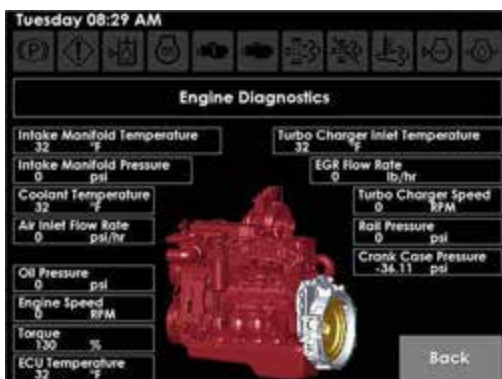 Tuesday 08:29 AM
(P)
Engine Diagnostics
Intake Manifold Temperature
32 °F
Turbo Charger Inlet Temperature
32 °F
Intake Manifold Pressure
0 psi
EGR Flow Rate
0 lb/hr
Coolant Temperature
32 °F
Turbo Charger Speed
0 RPM
Air Inlet Flow Rate
0 psi/hr
Rail Pressure
0 psi
Crank Case Pressure
-36.11 psi
Oil Pressure
0 psi
Engine Speed
0 RPM
Torque
130 %
ECU Temperature
32 °F
Back